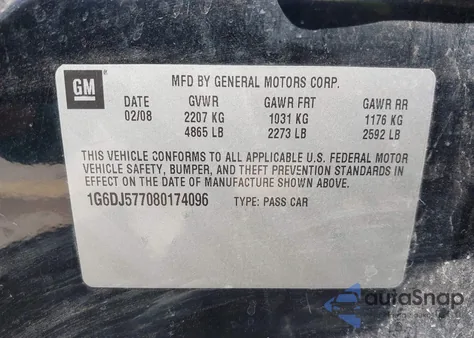 GM
MFD BY GENERAL MOTORS CORP.
DATE GVWR GAWR FRT GAWR RR
02/08 2207 KG 1031 KG 1176 KG
4865 LB 2273 LB 2592 LB
THIS VEHICLE CONFORMS TO ALL APPLICABLE U.S. FEDERAL MOTOR
VEHICLE SAFETY, BUMPER, AND THEFT PREVENTION STANDARDS IN
EFFECT ON THE DATE OF MANUFACTURE SHOWN ABOVE.
1G6DJ577080174096 TYPE: PASS CAR
autoSnap